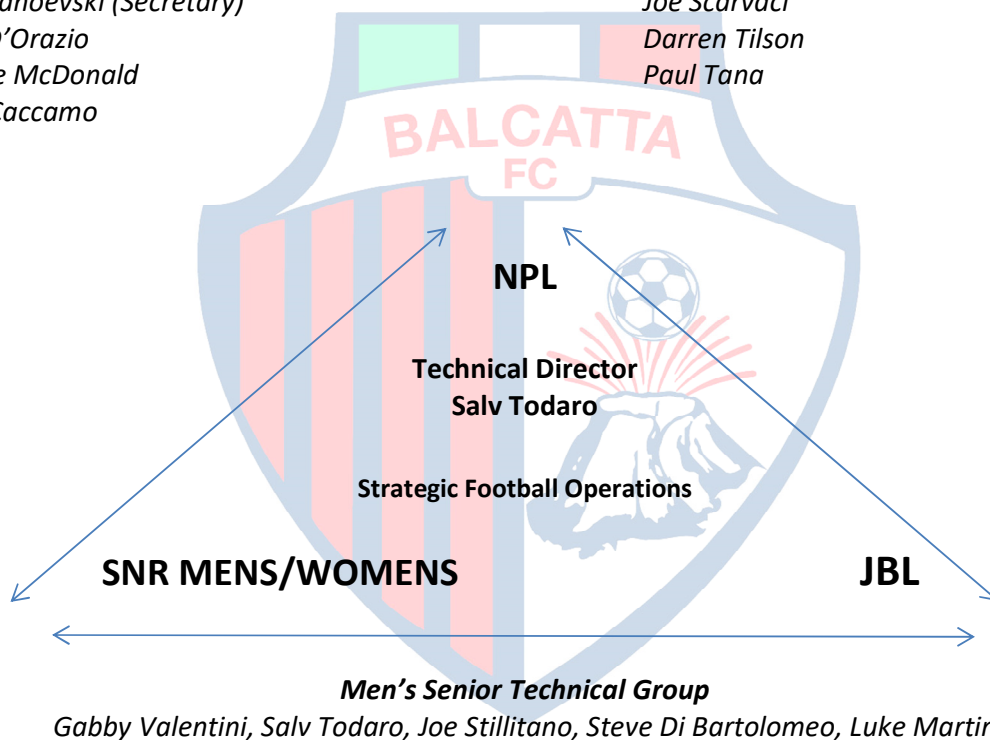 (Secretary)
Joe Scarvaci
D'Orazio
Darren Tilson
McDonald
Paul Tana
Caccamo
BALCATTA
FC
NPL
Technical Director
Salv Todaro
Strategic Football Operations
SNR MENS/WOMENS
JBL
Men's Senior Technical Group
Gabby Valentini, Salv Todaro, Joe Stillitano, Steve Di Bartolomeo, Luke